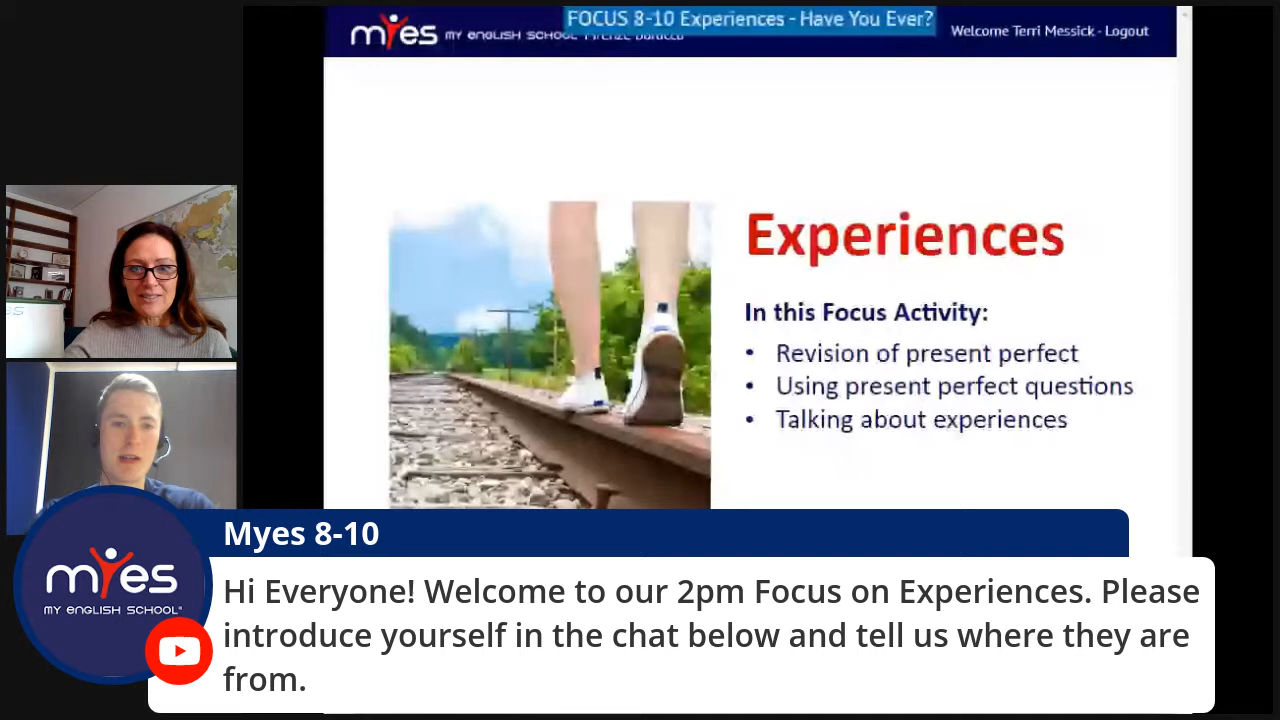 FOCUS 8-10 Experiences - Have You Ever?
myes MY ENGLISH SCHOOL
Welcome Terri Messick - Logout
Experiences
In this Focus Activity:
• Revision of present perfect
• Using present perfect questions
• Talking about experiences
Myes 8-10
myes
MY ENGLISH SCHOOL
Hi Everyone! Welcome to our 2pm Focus on Experiences. Please
introduce yourself in the chat below and tell us where they are
from.